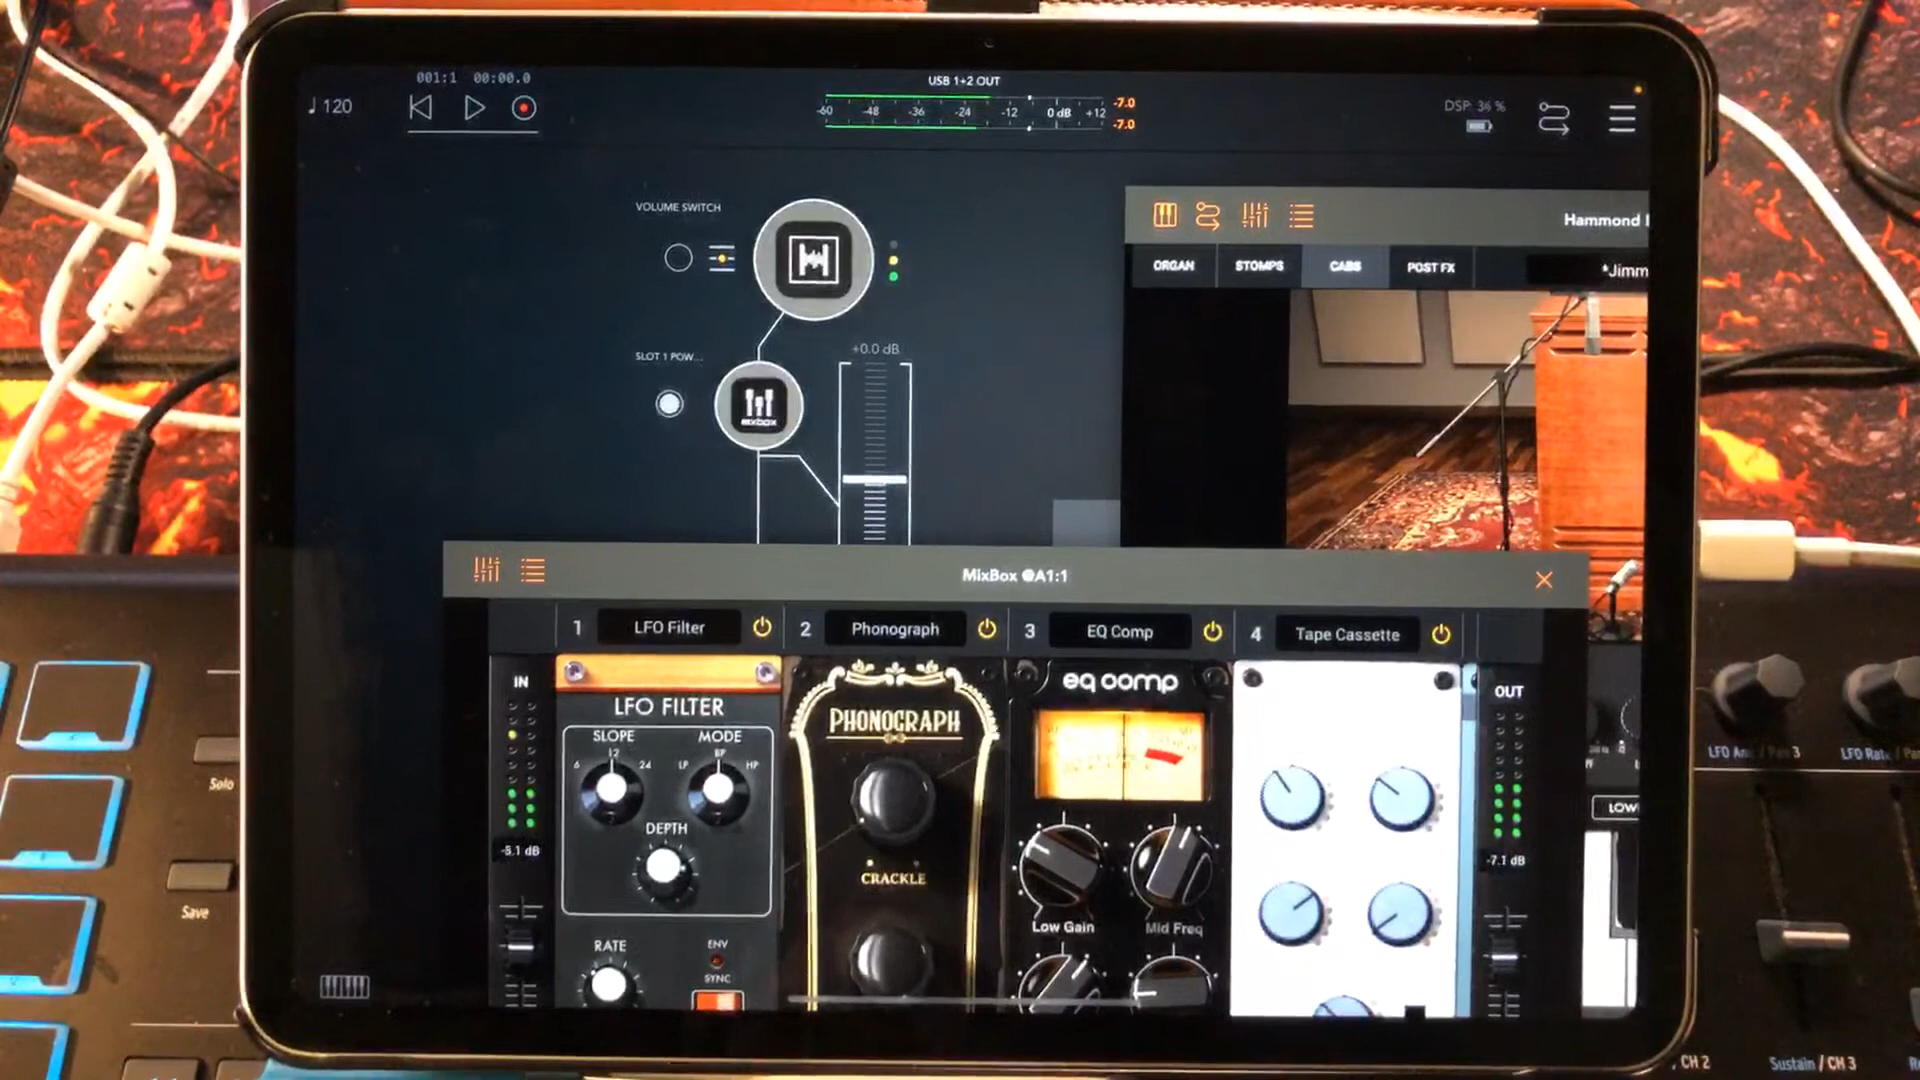 001:1 00:00.0
♩120
USB 1+2 OUT
-60 -48 -36 -24 -12 0 dB +12
-7.0
-7.0
DSP: 36 %
VOLUME SWITCH
SLOT 1 POW...
mixbox
+0.0 dB
ORGAN STOMPS CABS POST FX
*Jimm
Hammond
MixBox @A1:1
1 LFO Filter
2 Phonograph
3 EQ Comp
4 Tape Cassette
IN
-5.1 dB
LFO FILTER
SLOPE MODE
6 12 24
LP BP HP
DEPTH
RATE
ENV
SYNC
PHONOGRAPH
CRACKLE
eq comp
Low Gain
Mid Freq
OUT
-7.1 dB
LOW
Solo
Save
CH 2
Sustain / CH 3